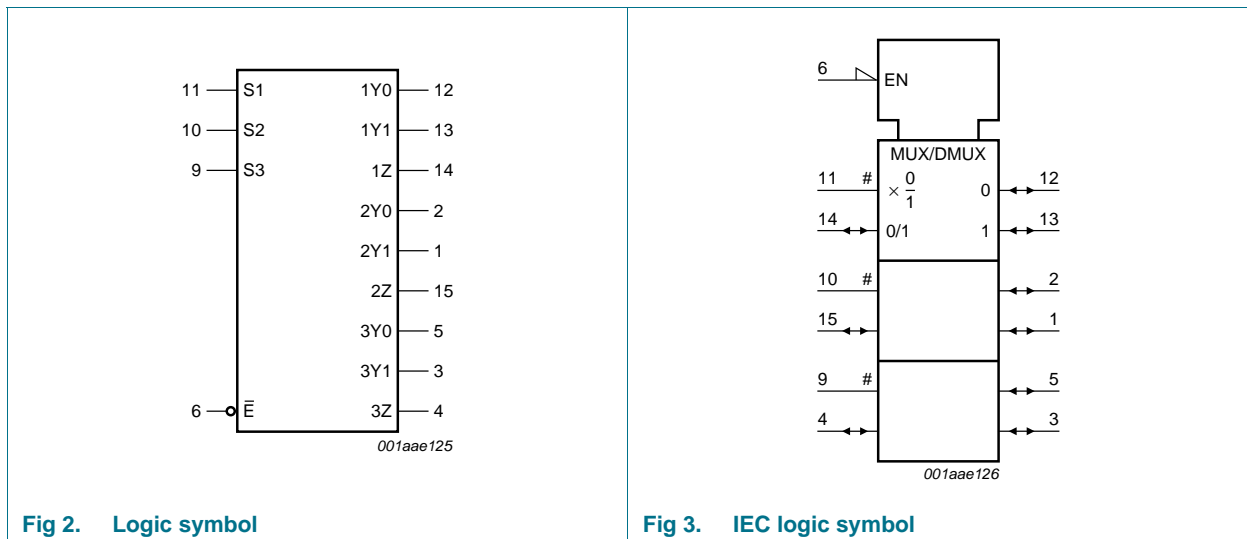 11 S1 1Y0 12
10 S2 1Y1 13
9 S3 1Z 14
2Y0 2
2Y1 1
2Z 15
3Y0 5
3Y1 3
6 E̅ 3Z 4
001aae125
Fig 2. Logic symbol
6 EN
MUX/DMUX
11 # × 0/1 0 12
14 0/1 1 13
10 # 2
15 1
9 # 5
4 3
001aae126
Fig 3. IEC logic symbol